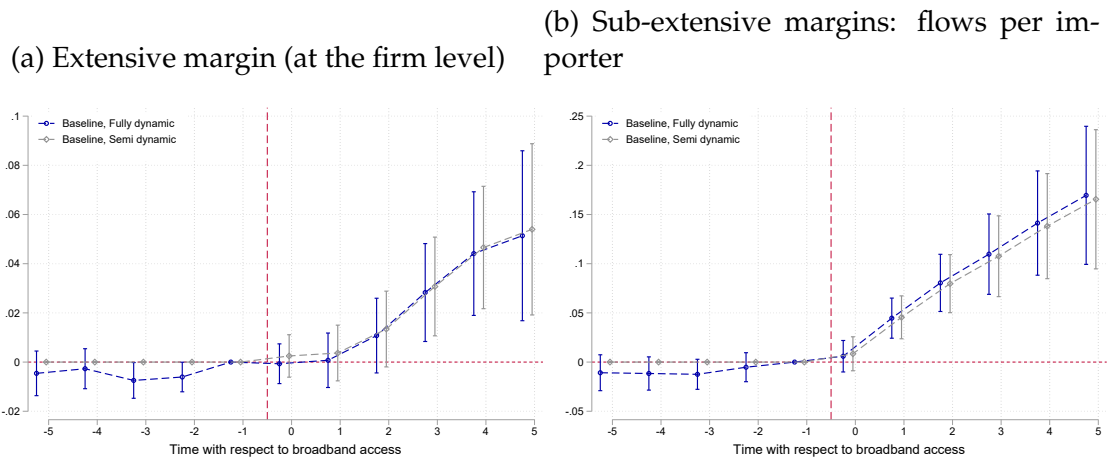 (a) Extensive margin (at the firm level)
(b) Sub-extensive margins: flows per im-
porter
.1
.08
.06
.04
.02
0
-.02
Baseline, Fully dynamic
Baseline, Semi dynamic
-5 -4 -3 -2 -1 0 1 2 3 4 5
Time with respect to broadband access
.25
.2
.15
.1
.05
0
-.05
Baseline, Fully dynamic
Baseline, Semi dynamic
-5 -4 -3 -2 -1 0 1 2 3 4 5
Time with respect to broadband access